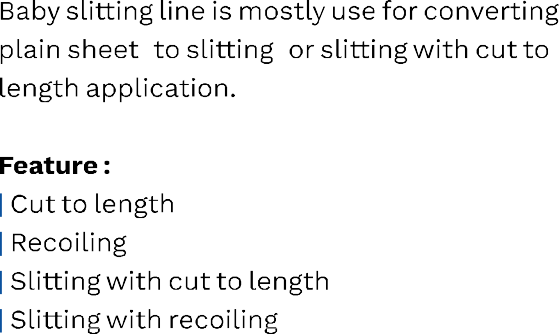 Baby slitting line is mostly use for converting
plain sheet to slitting or slitting with cut to
length application.
Feature :
| Cut to length
| Recoiling
| Slitting with cut to length
| Slitting with recoiling